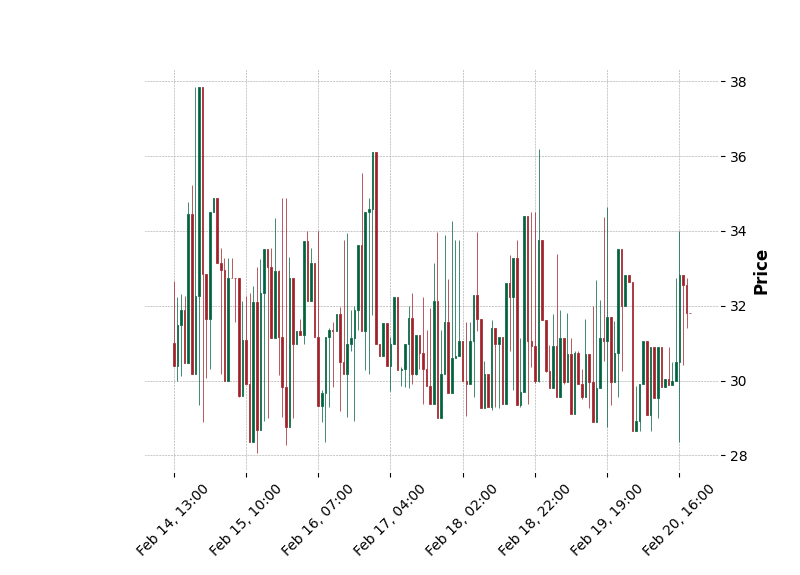 38
36
34
32
30
28
Price
Feb 14, 13:00
Feb 15, 10:00
Feb 16, 07:00
Feb 17, 04:00
Feb 18, 02:00
Feb 18, 22:00
Feb 19, 19:00
Feb 20, 16:00